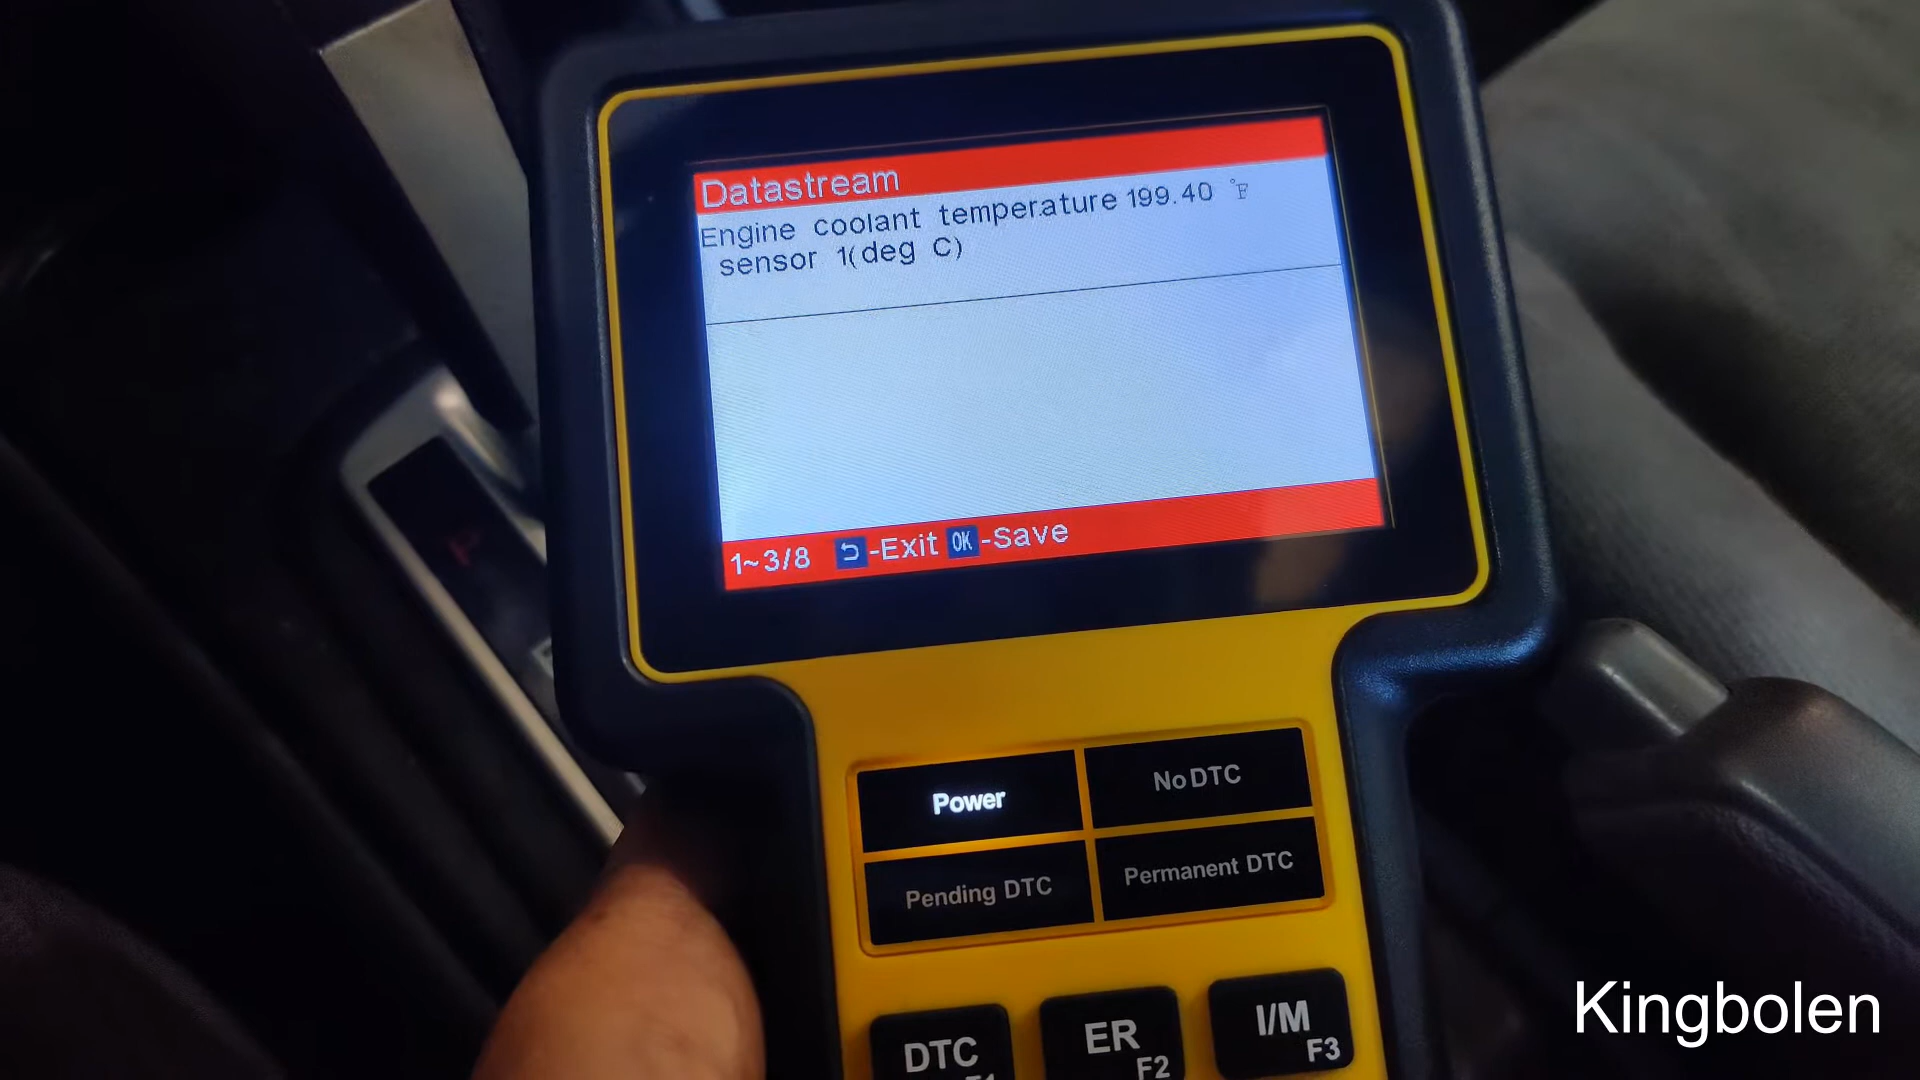 Datastream
Engine coolant temperature 199.40 °F
sensor 1(deg C)
1~3/8 -Exit OK -Save
Power
No DTC
Pending DTC
Permanent DTC
DTC
F1
ER
F2
I/M
F3
Kingbolen